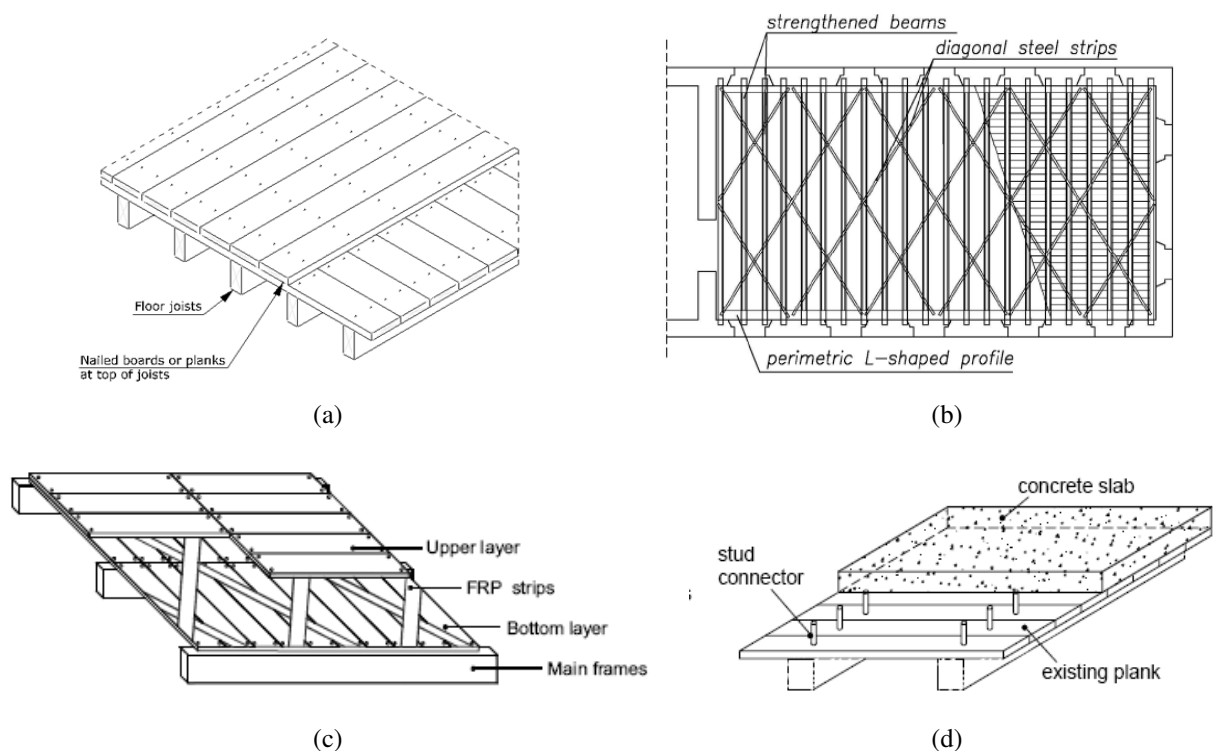 Floor joists
Nailed boards or planks
at top of joists
(a)
strengthened beams
diagonal steel strips
perimetric L-shaped profile
(b)
Upper layer
FRP strips
Bottom layer
Main frames
(c)
s
concrete slab
stud
connector
existing plank
(d)